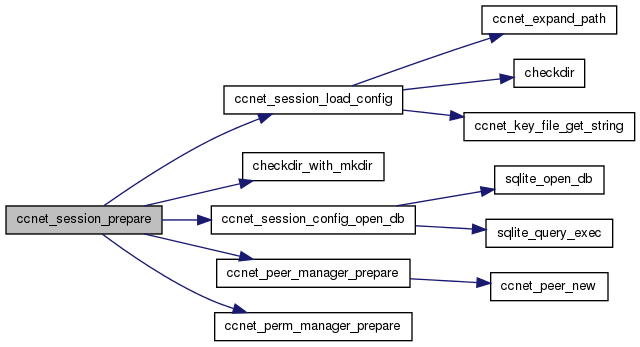 ccnet_expand_path
checkdir
ccnet_session_load_config
ccnet_key_file_get_string
checkdir_with_mkdir
sqlite_open_db
ccnet_session_prepare
ccnet_session_config_open_db
sqlite_query_exec
ccnet_peer_manager_prepare
ccnet_peer_new
ccnet_perm_manager_prepare